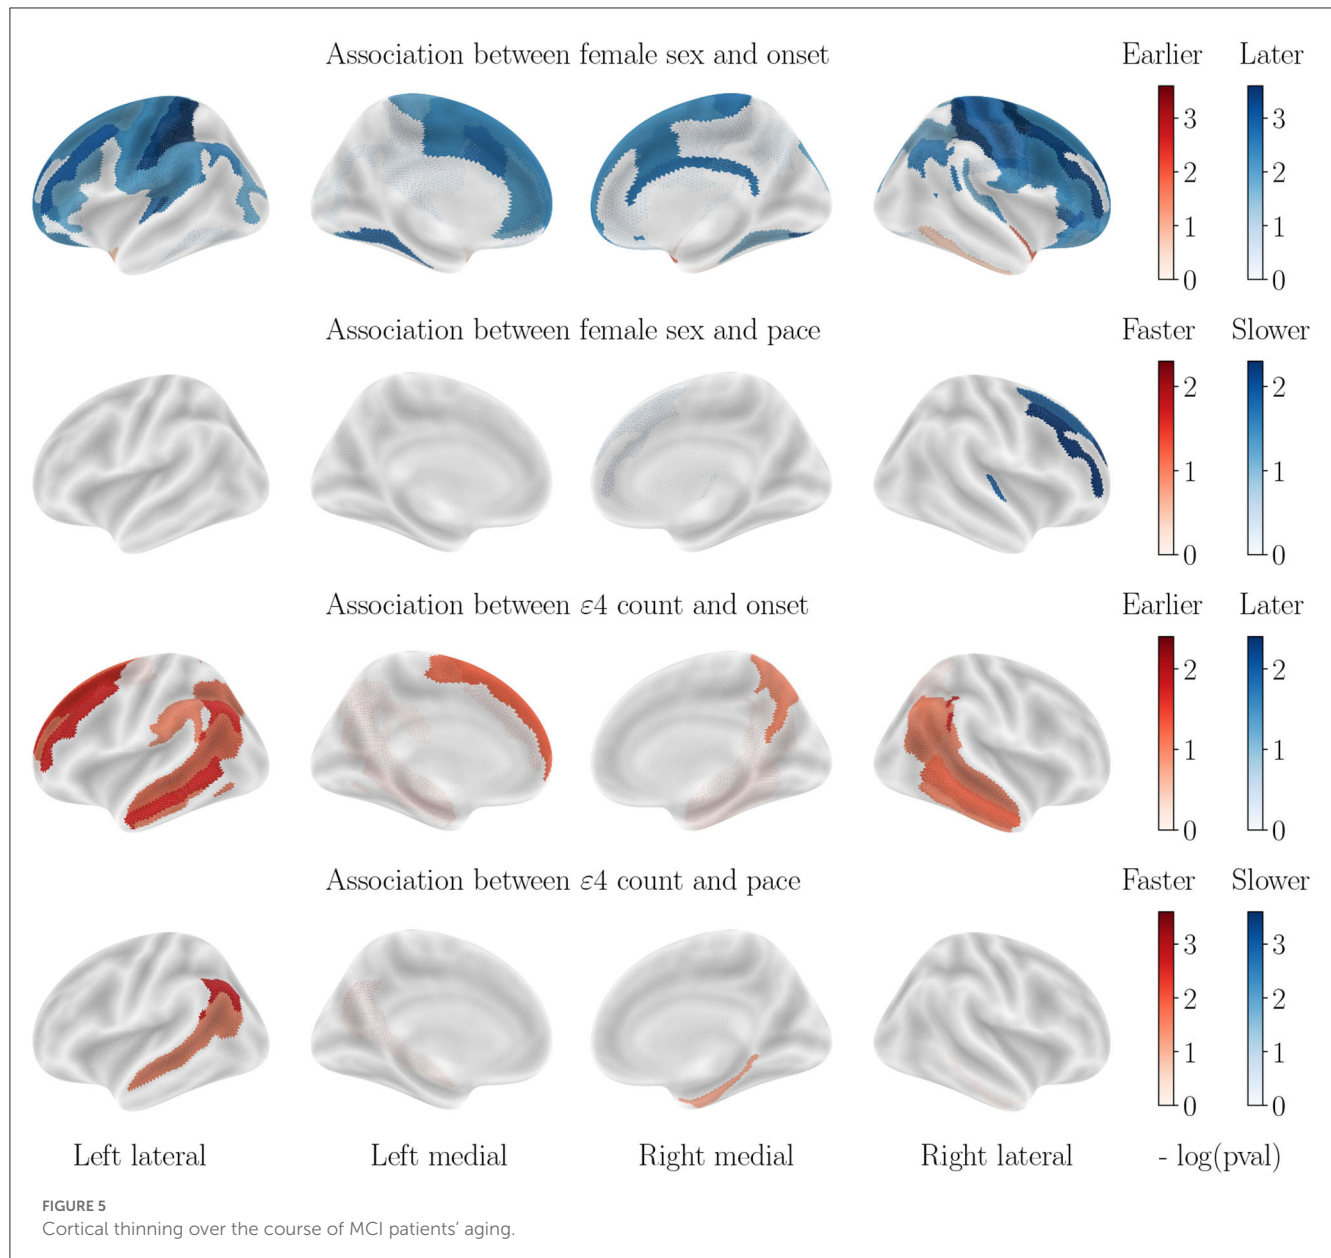 Association between female sex and onset
Earlier Later
3 3
2 2
1 1
0 0
Association between female sex and pace
Faster Slower
2 2
1 1
0 0
Association between ε4 count and onset
Earlier Later
2 2
1 1
0 0
Association between ε4 count and pace
Faster Slower
3 3
2 2
1 1
0 0
Left lateral Left medial Right medial Right lateral - log(pval)
FIGURE 5
Cortical thinning over the course of MCI patients’ aging.